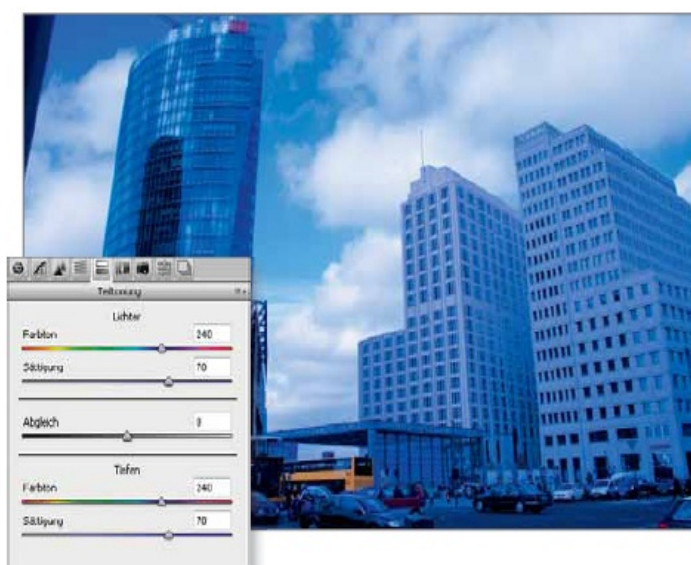 Teiltonung
Lichter
Farbton 240
Sättigung 70
Abgleich 0
Tiefen
Farbton 240
Sättigung 70